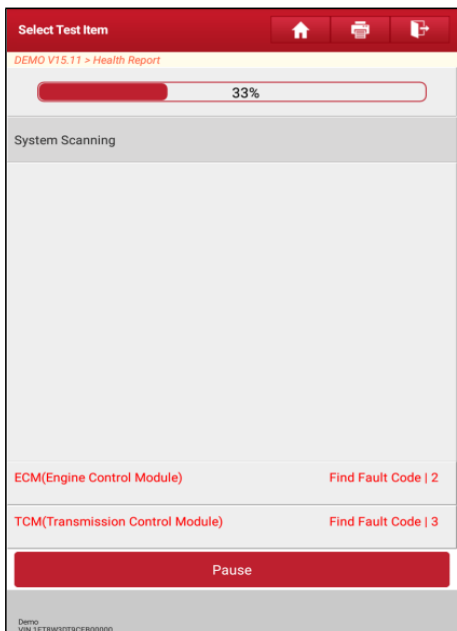 Select Test Item
DEMO V15.11 > Health Report
33%
System Scanning
ECM(Engine Control Module) Find Fault Code | 2
TCM(Transmission Control Module) Find Fault Code | 3
Pause
Demo
VIN